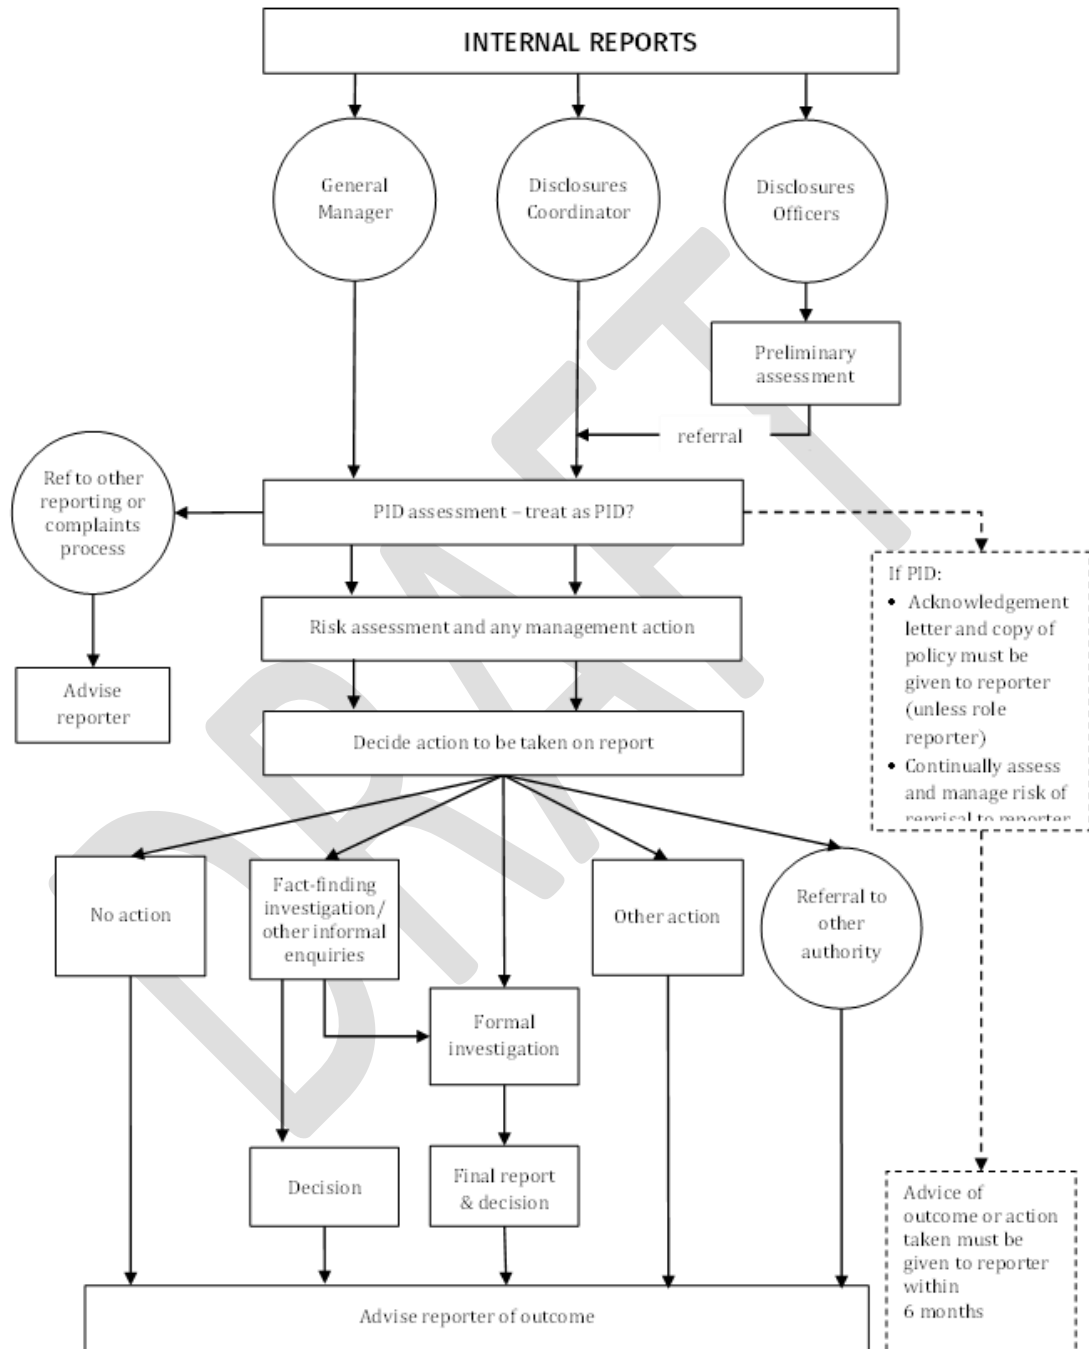 INTERNAL REPORTS
General
Manager
Disclosures
Coordinator
Disclosures
Officers
Preliminary
assessment
referral
Ref to other
reporting or
complaints
process
PID assessment – treat as PID?
If PID:
• Acknowledgement
letter and copy of
policy must be
given to reporter
(unless role
reporter)
• Continually assess
and manage risk of
reprisal to reporter
Risk assessment and any management action
Advise
reporter
Decide action to be taken on report
No action
Fact-finding
investigation/
other informal
enquiries
Other action
Referral to
other
authority
Formal
investigation
Decision
Final report
& decision
Advice of
outcome or action
taken must be
given to reporter
within
6 months
Advise reporter of outcome
DRAFT